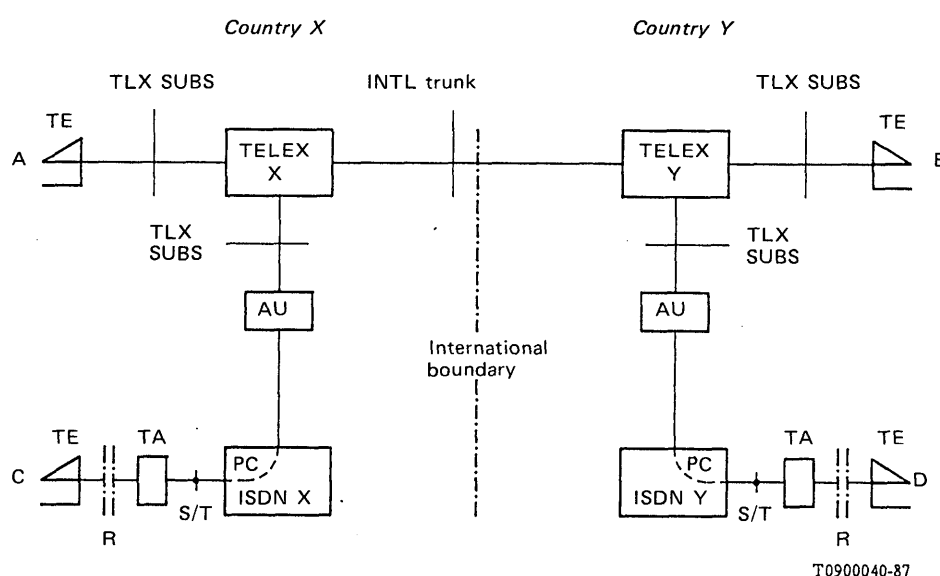 Country X
Country Y
TLX SUBS
INTL trunk
TLX SUBS
TE
TE
A
TELEX
X
TELEX
Y
TLX
SUBS
TLX
SUBS
AU
AU
International
boundary
TE
TA
TA
TE
C
PC
ISDN X
PC
ISDN Y
D
S/T
S/T
R
R
T0900040-87